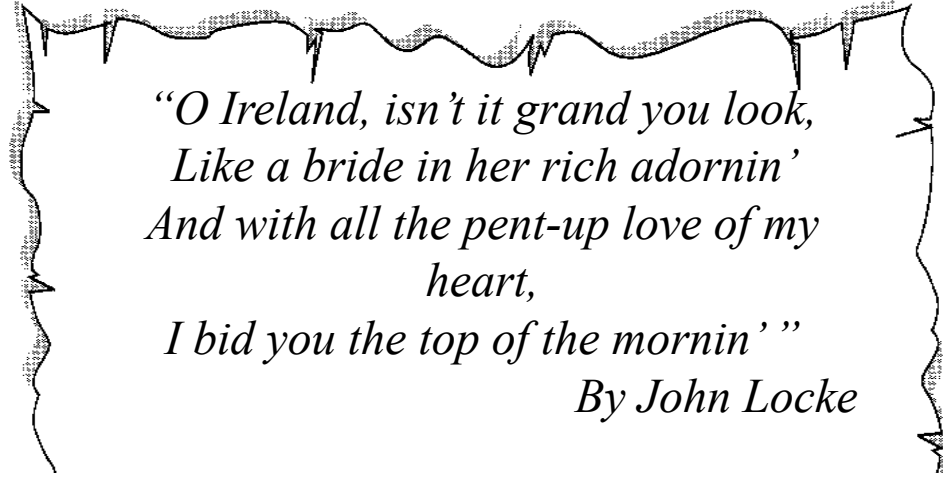 “O Ireland, isn’t it grand you look,
Like a bride in her rich adornin’
And with all the pent-up love of my
heart,
I bid you the top of the mornin’ ”
By John Locke